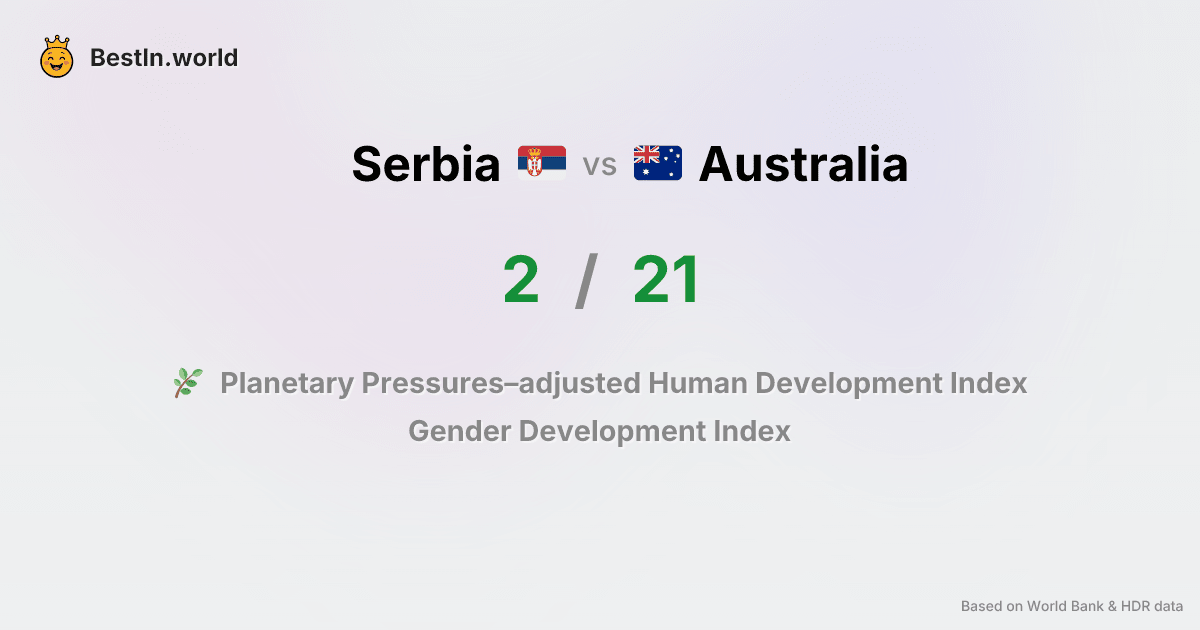 BestIn.world
Serbia vs Australia
2 / 21
Planetary Pressures–adjusted Human Development Index
Gender Development Index
Based on World Bank & HDR data